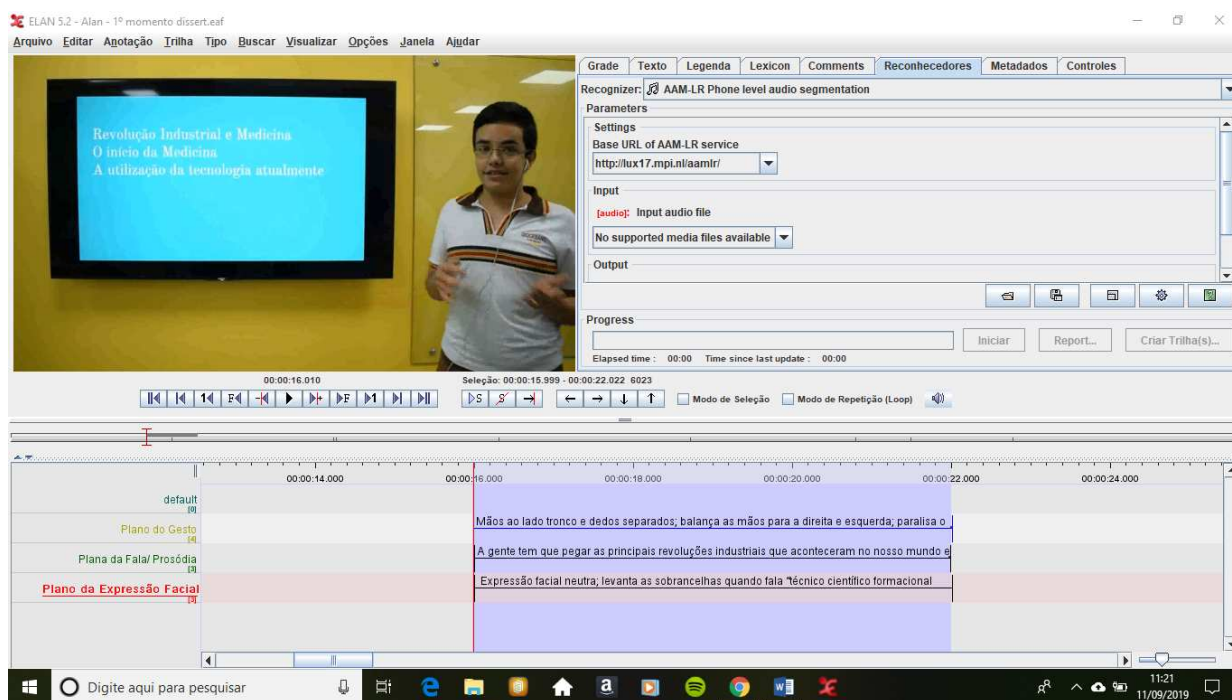 ELAN 5.2 - Alan - 1º momento dissert.eaf
Arquivo Editar Anotação Trilha Tipo Buscar Visualizar Opções Janela Ajudar
Revolução Industrial e Medicina
O início da Medicina
A utilização da tecnologia atualmente
Grade Texto Legenda Lexicon Comments Reconhecedores Metadados Controles
Recognizer: AAM-LR Phone level audio segmentation
Parameters
Settings
Base URL of AAM-LR service
http://lux17.mpi.nl/aamlr/
Input
[audio]: Input audio file
No supported media files available
Output
Progress
Iniciar Report... Criar Trilha(s)...
Elapsed time : 00:00 Time since last update : 00:00
00:00:16.010 Seleção: 00:00:15.999 - 00:00:22.022 6023
Modo de Seleção Modo de Repetição (Loop)
00:00:14.000 00:00:16.000 00:00:18.000 00:00:20.000 00:00:22.000 00:00:24.000
default
[0]
Plano do Gesto Mãos ao lado tronco e dedos separados; balança as mãos para a direita e esquerda; paralisa o
[4]
Plana da Fala/ Prosódia A gente tem que pegar as principais revoluções industriais que aconteceram no nosso mundo e
[3]
Plano da Expressão Facial Expressão facial neutra; levanta as sobrancelhas quando fala "técnico científico formacional
[3]
Digite aqui para pesquisar
11:21
11/09/2019